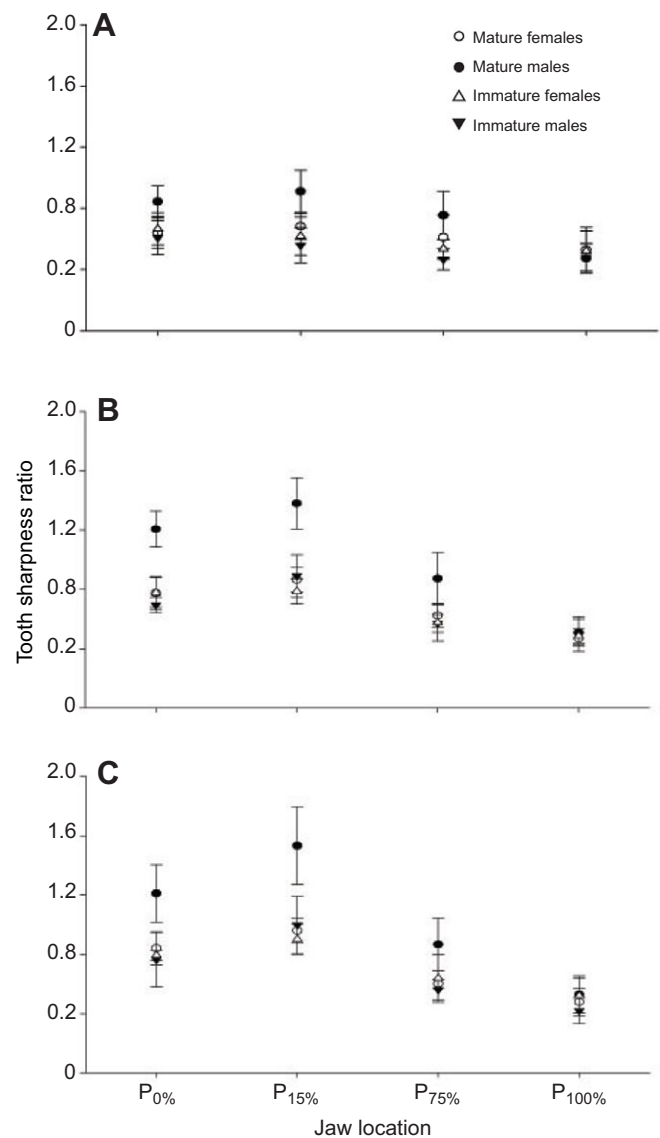 A
2.0
1.6
1.2
0.8
0.2
0
Mature females
Mature males
Immature females
Immature males
B
2.0
1.6
1.2
0.8
0.2
0
Tooth sharpness ratio
C
2.0
1.6
1.2
0.8
0.2
0
P0% P15% P75% P100%
Jaw location